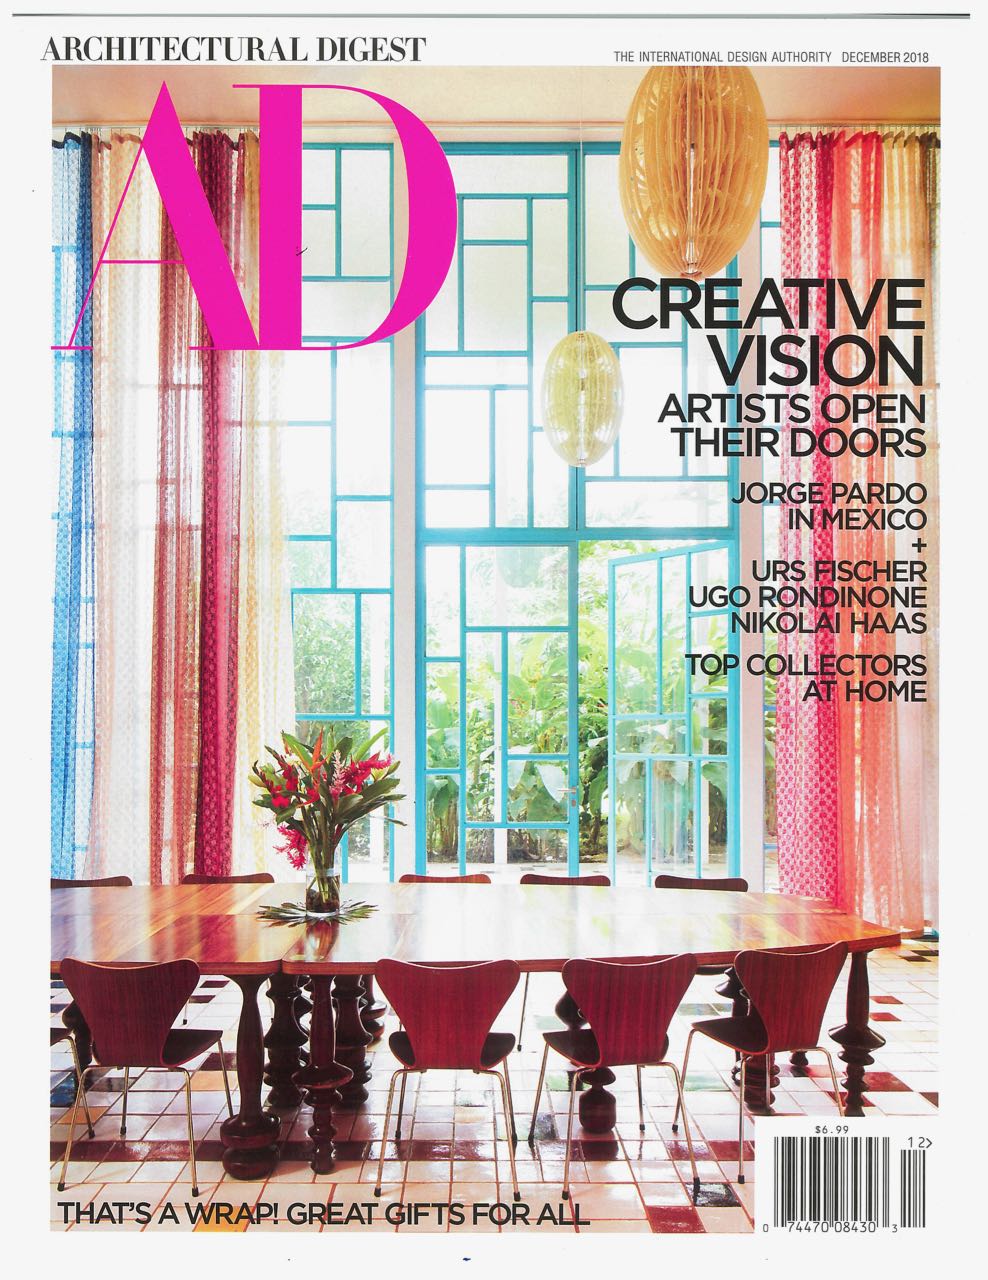 ARCHITECTURAL DIGEST
THE INTERNATIONAL DESIGN AUTHORITY DECEMBER 2018
AD
CREATIVE
VISION
ARTISTS OPEN
THEIR DOORS
JORGE PARDO
IN MEXICO
+
URS FISCHER
UGO RONDINONE
NIKOLAI HAAS
TOP COLLECTORS
AT HOME
$6.99
12>
0 74470 08430 3
THAT'S A WRAP! GREAT GIFTS FOR ALL